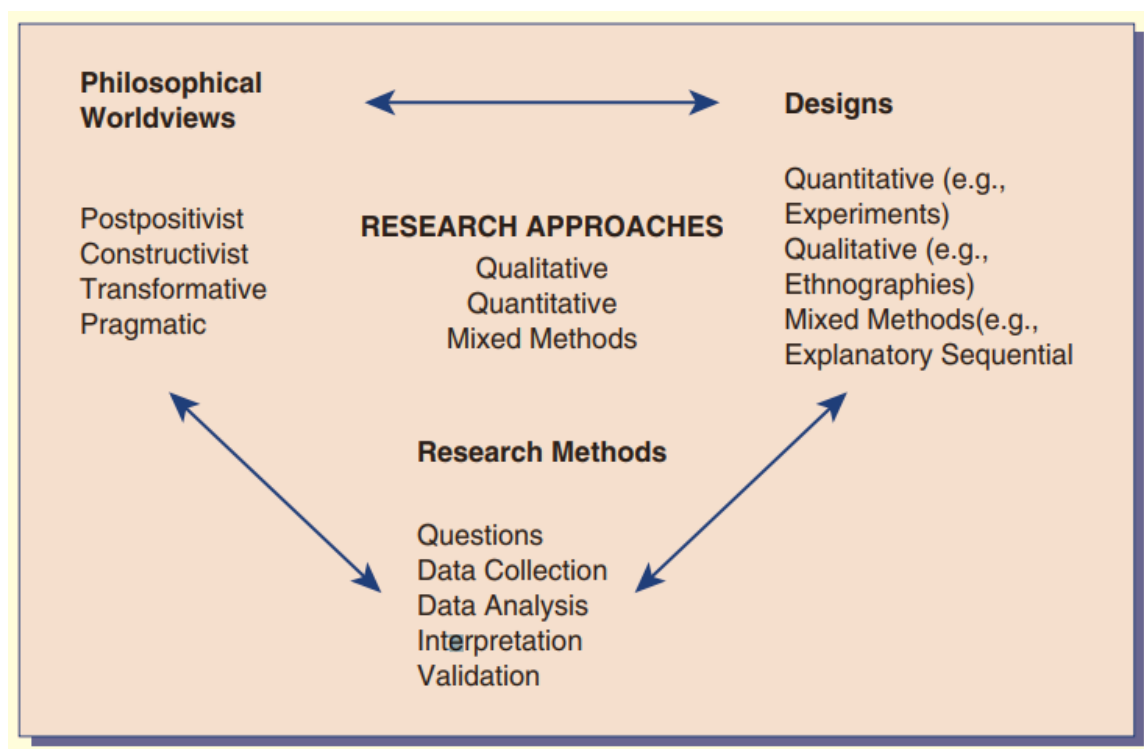 Philosophical
Worldviews
Designs
Postpositivist
Constructivist
Transformative
Pragmatic
RESEARCH APPROACHES
Qualitative
Quantitative
Mixed Methods
Quantitative (e.g.,
Experiments)
Qualitative (e.g.,
Ethnographies)
Mixed Methods(e.g.,
Explanatory Sequential
Research Methods
Questions
Data Collection
Data Analysis
Interpretation
Validation